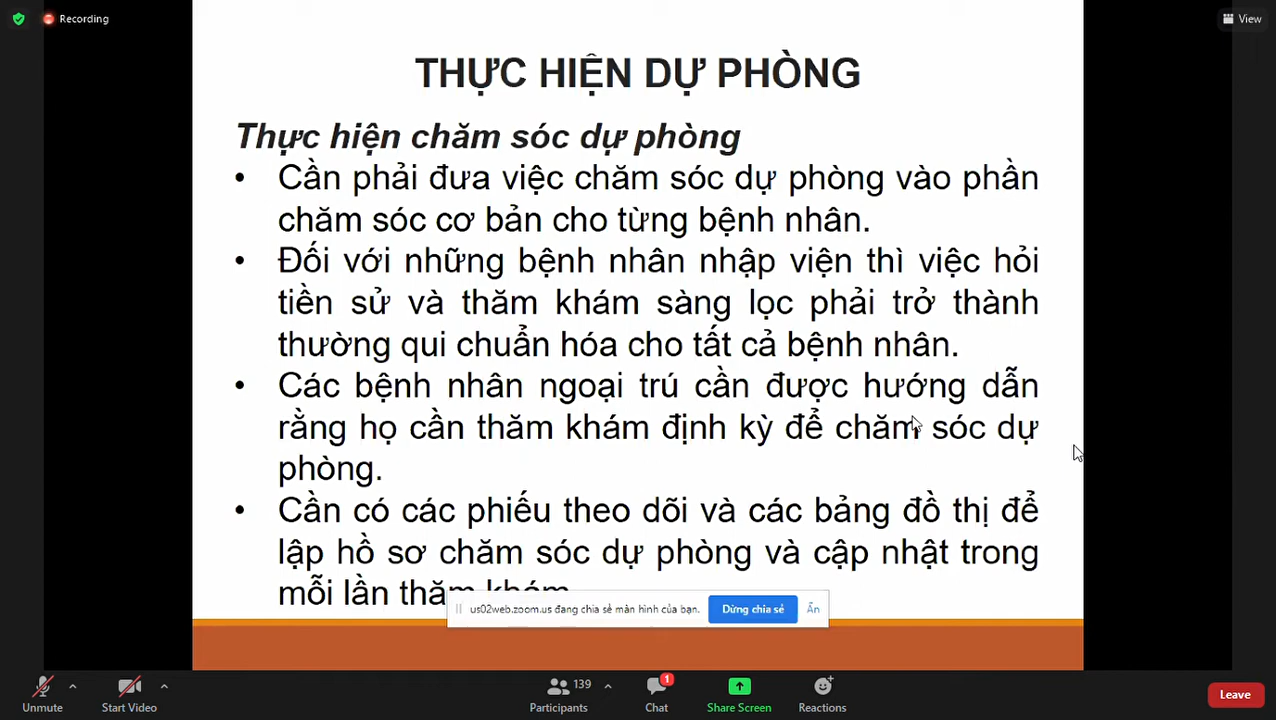 Recording
View
THỰC HIỆN DỰ PHÒNG
Thực hiện chăm sóc dự phòng
• Cần phải đưa việc chăm sóc dự phòng vào phần
chăm sóc cơ bản cho từng bệnh nhân.
• Đối với những bệnh nhân nhập viện thì việc hỏi
tiền sử và thăm khám sàng lọc phải trở thành
thường qui chuẩn hóa cho tất cả bệnh nhân.
• Các bệnh nhân ngoại trú cần được hướng dẫn
rằng họ cần thăm khám định kỳ để chăm sóc dự
phòng.
• Cần có các phiếu theo dõi và các bảng đồ thị để
lập hồ sơ chăm sóc dự phòng và cập nhật trong
mỗi lần thăm khám.
us02web.zoom.us đang chia sẻ màn hình của bạn. Dừng chia sẻ Ẩn
139
1
Unmute Start Video Participants Chat Share Screen Reactions Leave